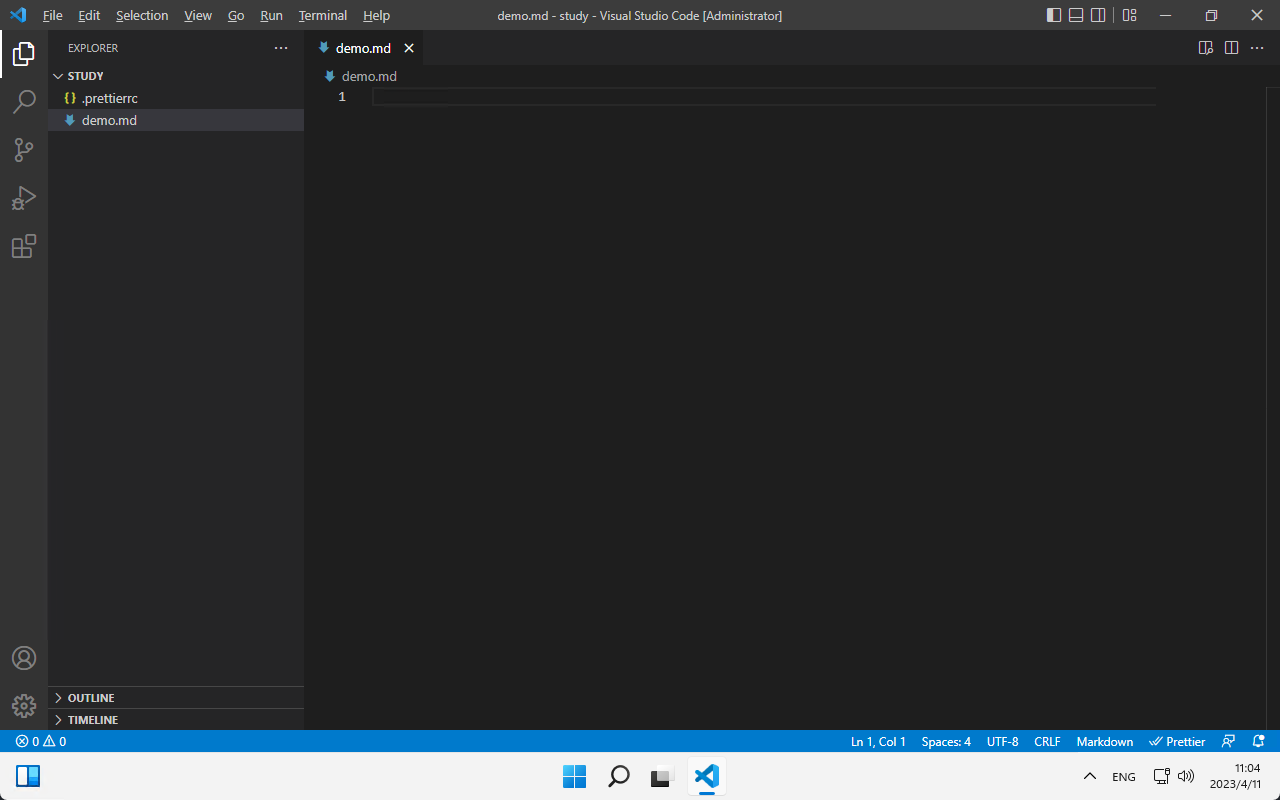 File Edit Selection View Go Run Terminal Help demo.md - study - Visual Studio Code [Administrator]
EXPLORER
demo.md
STUDY
demo.md
{} .prettierrc
1
demo.md
OUTLINE
TIMELINE
0 0 Ln 1, Col 1 Spaces: 4 UTF-8 CRLF Markdown Prettier
ENG
11:04
2023/4/11